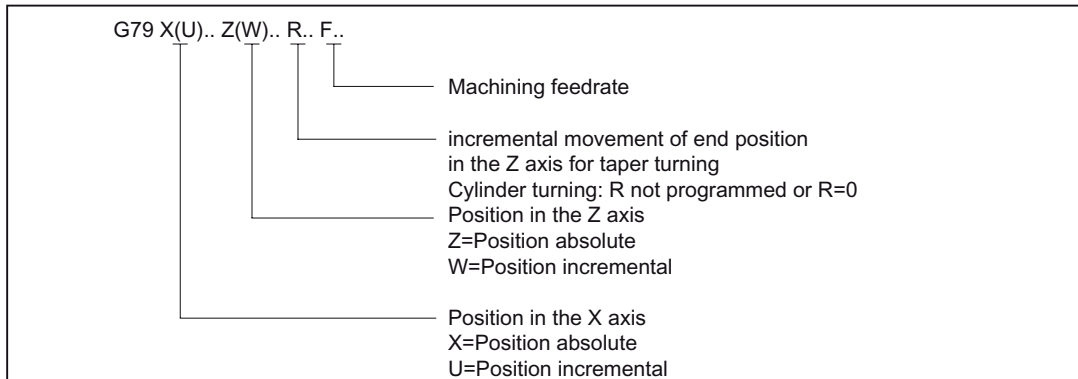 G79 X(U).. Z(W).. R.. F..
Machining feedrate
incremental movement of end position
in the Z axis for taper turning
Cylinder turning: R not programmed or R=0
Position in the Z axis
Z=Position absolute
W=Position incremental
Position in the X axis
X=Position absolute
U=Position incremental